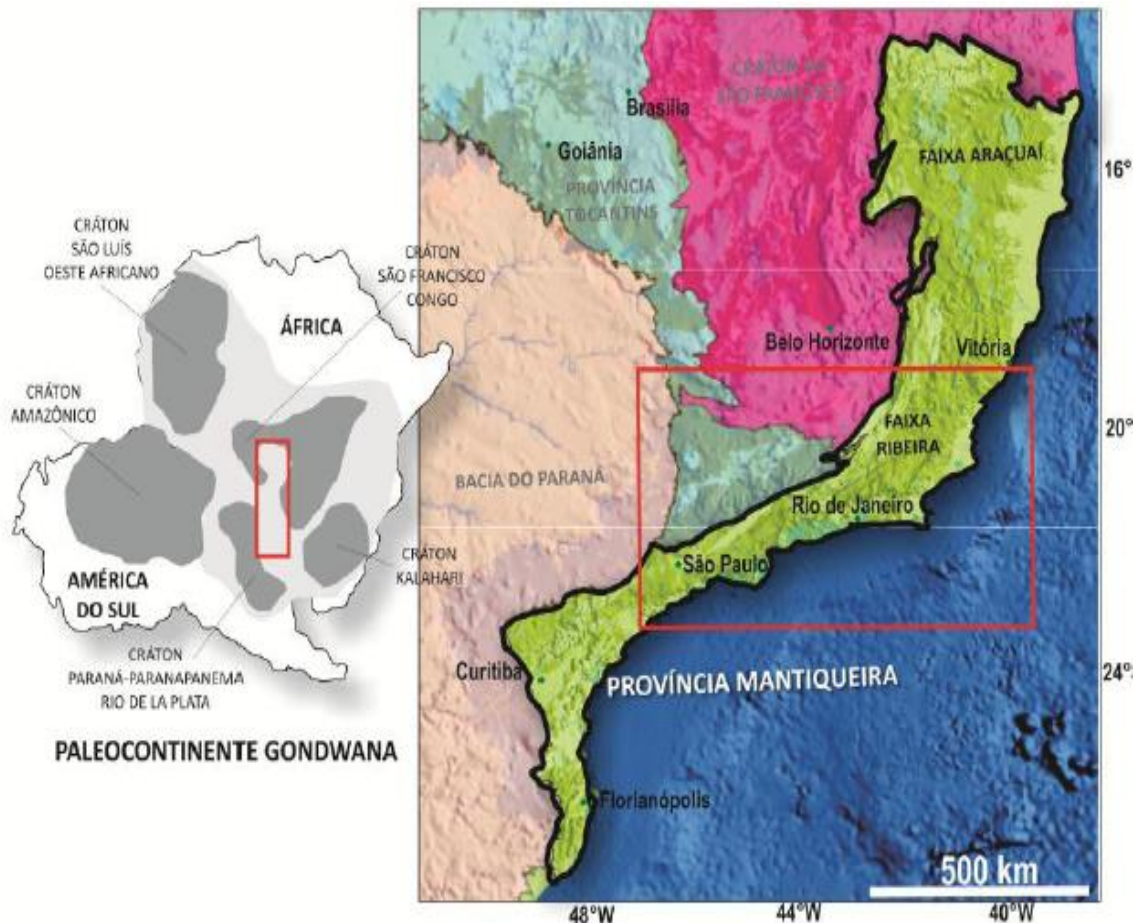 CRÁTON
SÃO LUÍS
OESTE AFRICANO
CRÁTON
SÃO FRANCISCO
CONGO
ÁFRICA
CRÁTON
AMAZÔNICO
AMÉRICA
DO SUL
CRÁTON
KALAHARI
CRÁTON
PARANÁ-PARANAPANEMA
RIO DE LA PLATA
PALEOCONTINENTE GONDWANA
SÃO FRANCISCO
Brasília
Goiânia
PROVÍNCIA
TOCANTINS
FAIXA ARAÇUAÍ
16°
Belo Horizonte
Vitória
FAIXA
RIBEIRA
20°
BACIA DO PARANÁ
Rio de Janeiro
São Paulo
Curitiba
PROVÍNCIA MANTIQUEIRA
24°
Florianópolis
500 km
48°W
44°W
40°W